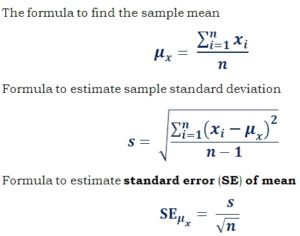 The formula to find the sample mean
μₓ = ∑ⁿᵢ₌₁ xᵢ / n
Formula to estimate sample standard deviation
s = √(∑ⁿᵢ₌₁(xᵢ − μₓ)² / n − 1)
Formula to estimate standard error (SE) of mean
SE_μₓ = s / √n